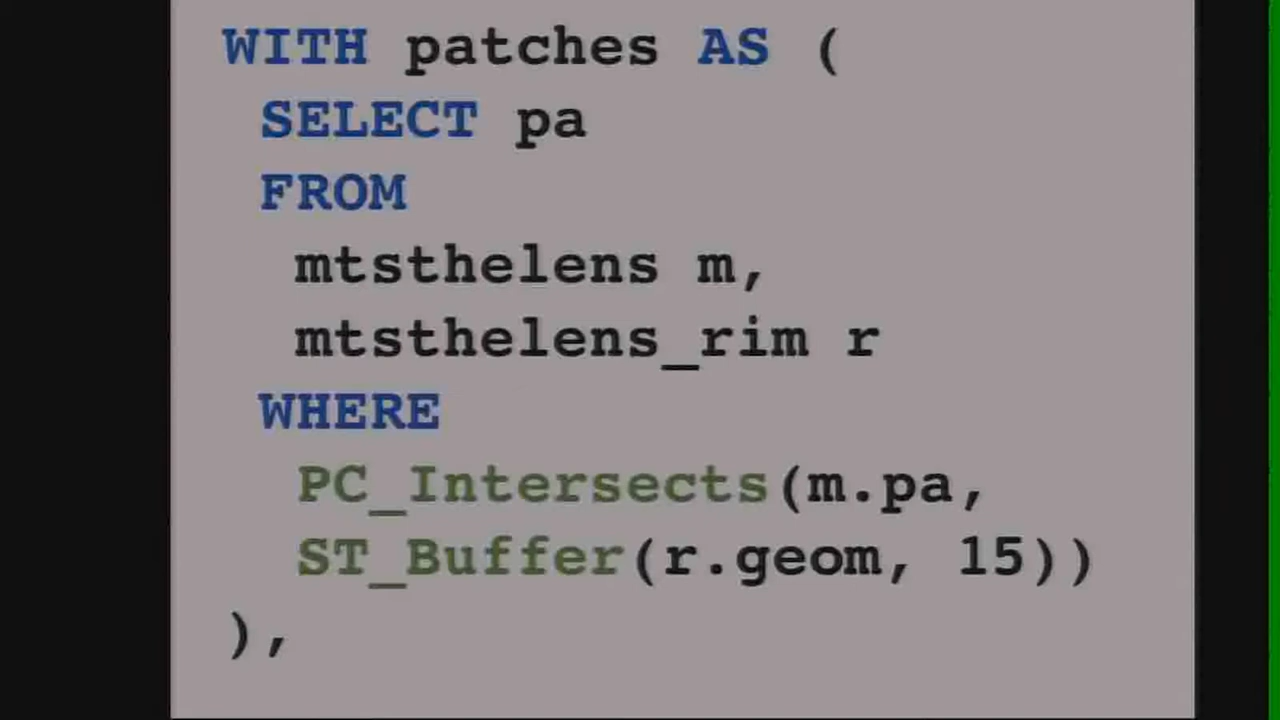 WITH patches AS (
SELECT pa
FROM
mtsthelens m,
mtsthelens_rim r
WHERE
PC_Intersects(m.pa,
ST_Buffer(r.geom, 15))
),